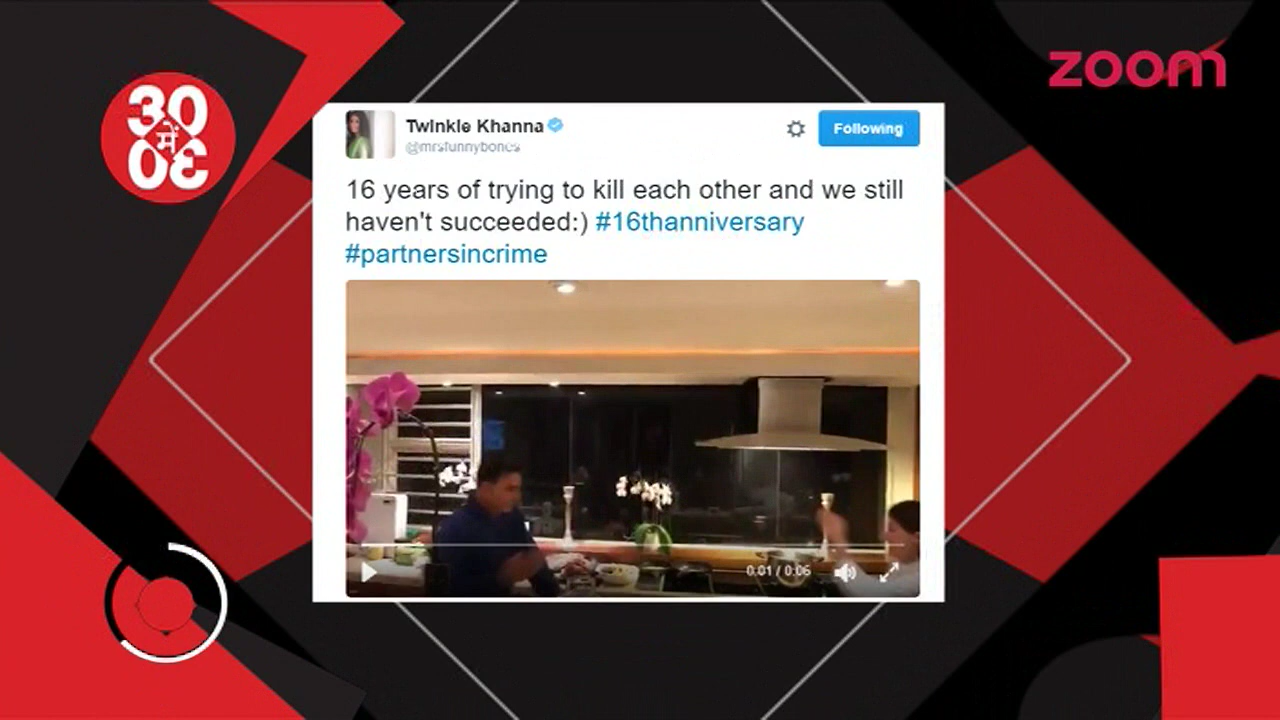 30
में
30
zoom
Twinkle Khanna
@mrsfunnybones
Following
16 years of trying to kill each other and we still
haven't succeeded:) #16thanniversary
#partnersincrime
0:01 / 0:06